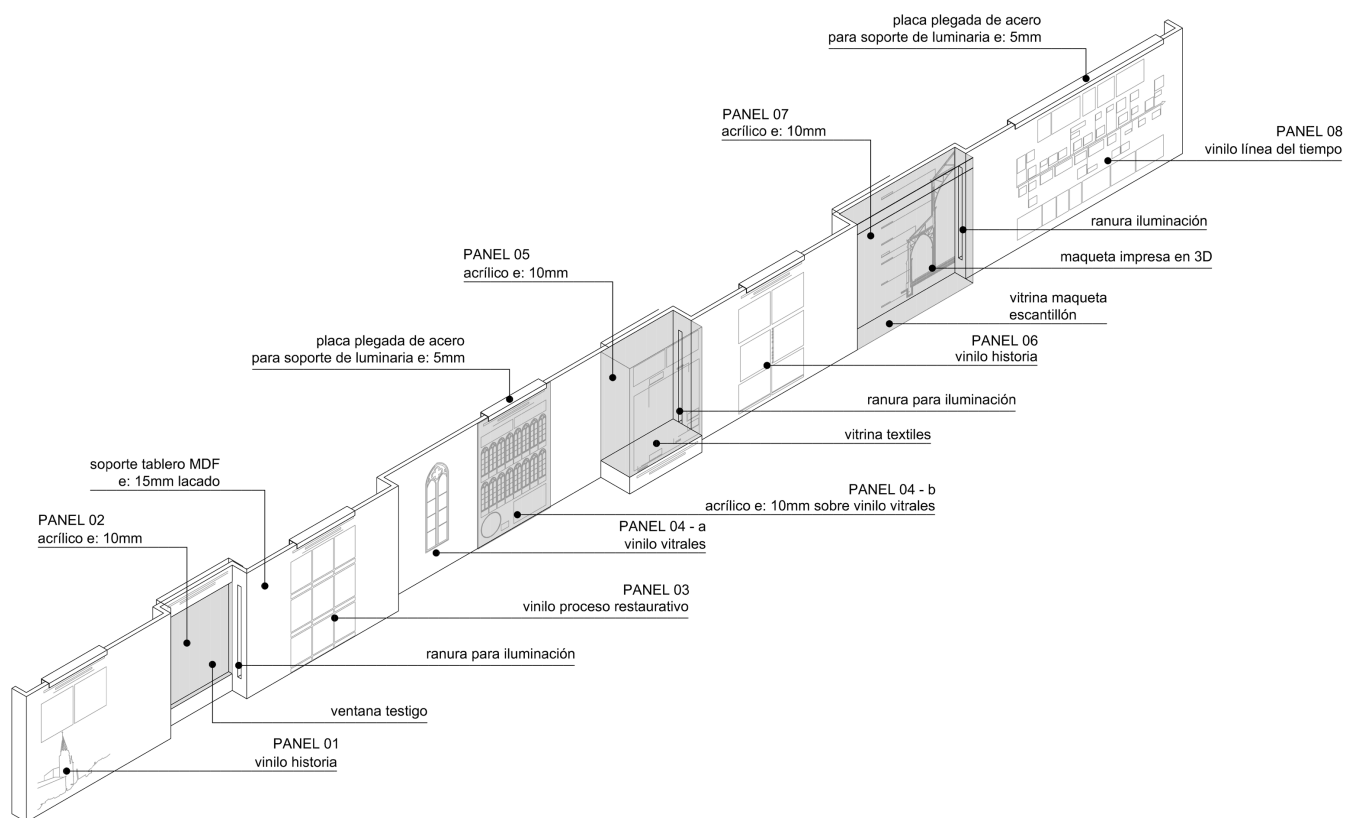 placa plegada de acero
para soporte de luminaria e: 5mm
PANEL 07
acrílico e: 10mm
PANEL 08
vinilo línea del tiempo
ranura iluminación
maqueta impresa en 3D
vitrina maqueta
escantillón
PANEL 06
vinilo historia
PANEL 05
acrílico e: 10mm
placa plegada de acero
para soporte de luminaria e: 5mm
ranura para iluminación
vitrina textiles
PANEL 04 - b
acrílico e: 10mm sobre vinilo vitrales
PANEL 04 - a
vinilo vitrales
soporte tablero MDF
e: 15mm lacado
PANEL 02
acrílico e: 10mm
PANEL 03
vinilo proceso restaurativo
ranura para iluminación
ventana testigo
PANEL 01
vinilo historia